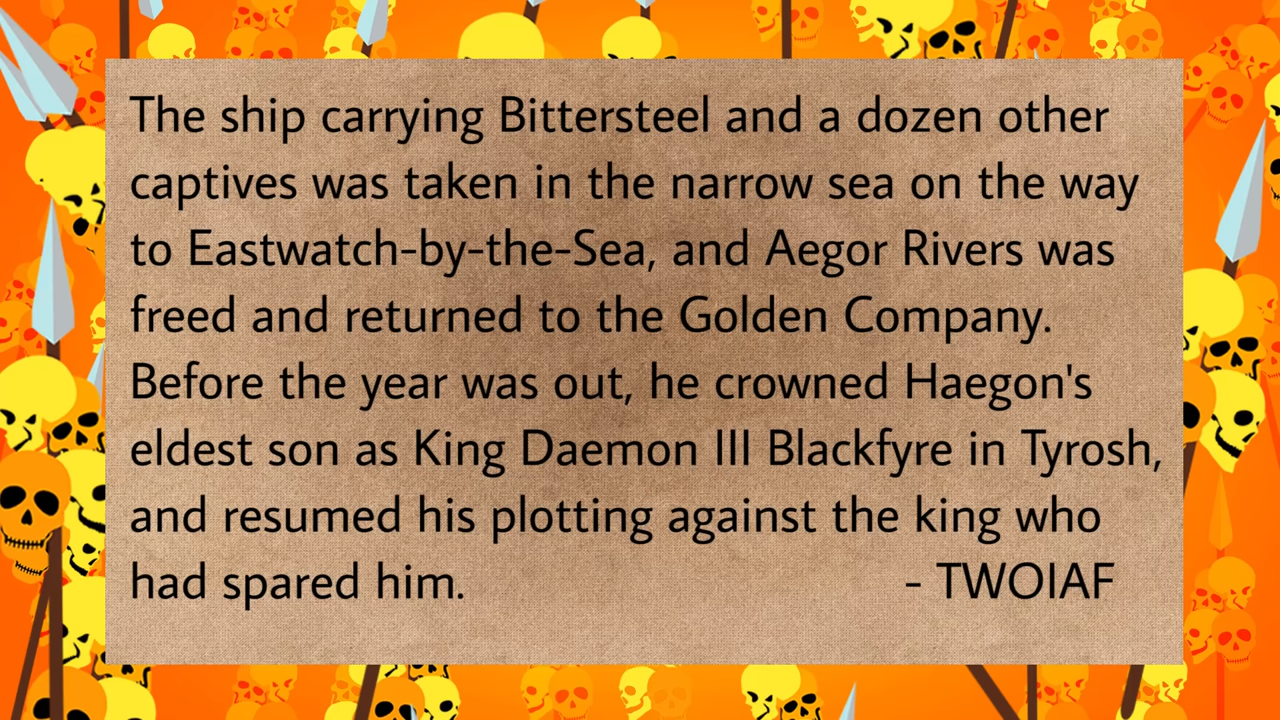 The ship carrying Bittersteel and a dozen other
captives was taken in the narrow sea on the way
to Eastwatch-by-the-Sea, and Aegor Rivers was
freed and returned to the Golden Company.
Before the year was out, he crowned Haegon's
eldest son as King Daemon III Blackfyre in Tyrosh,
and resumed his plotting against the king who
had spared him. - TWOIAF